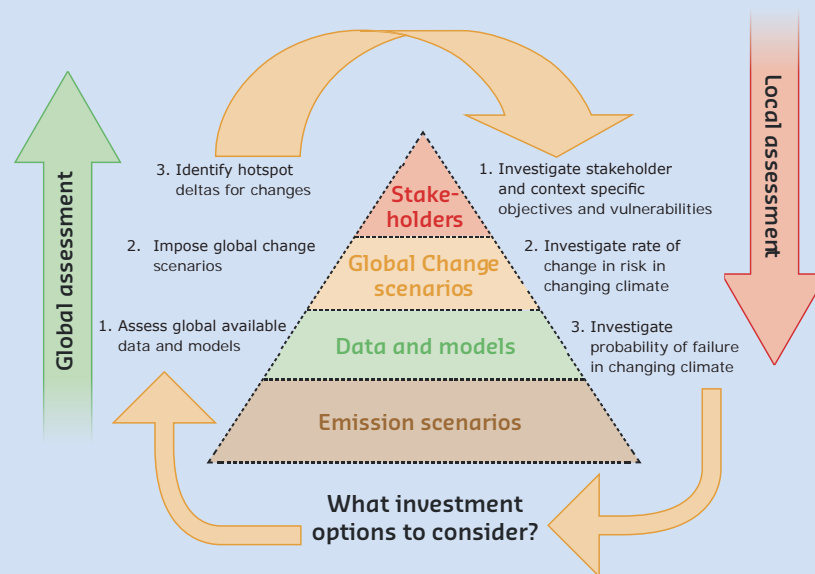 Global assessment
3. Identify hotspot
deltas for changes
2. Impose global change
scenarios
1. Assess global available
data and models
Stake-
holders
Global Change
scenarios
Data and models
Emission scenarios
1. Investigate stakeholder
and context specific
objectives and vulnerabilities
2. Investigate rate of
change in risk in
changing climate
3. Investigate
probability of failure
in changing climate
Local assessment
What investment
options to consider?